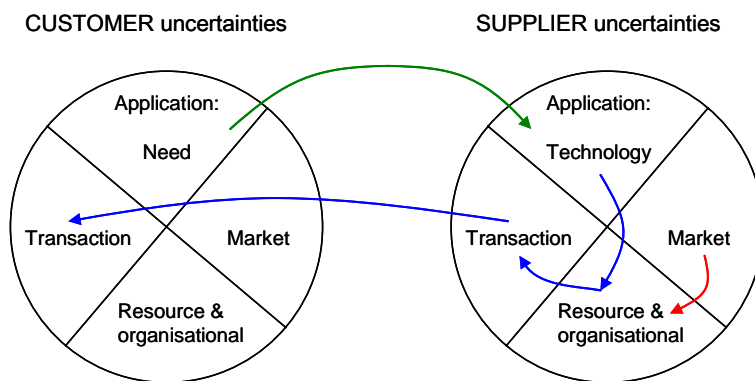 CUSTOMER uncertainties
SUPPLIER uncertainties
Application:
Need
Transaction
Market
Resource &
organisational
Application:
Technology
Transaction
Market
Resource &
organisational